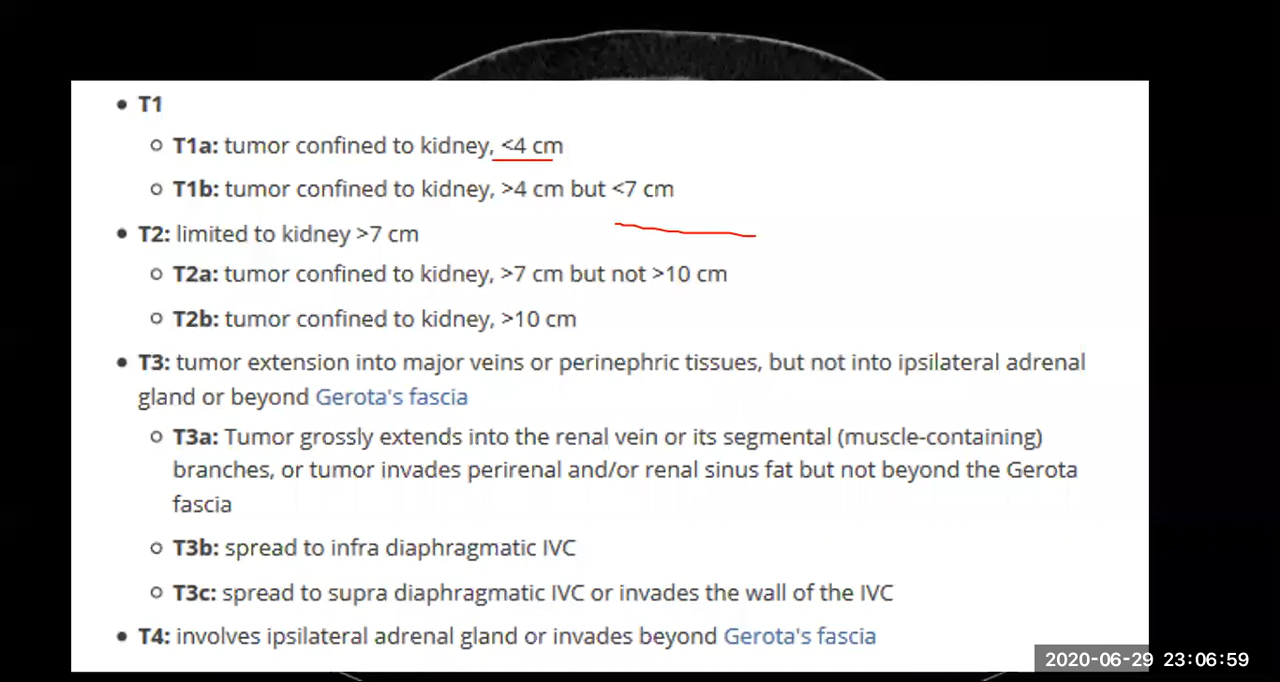 • T1
○ T1a: tumor confined to kidney, <4 cm
○ T1b: tumor confined to kidney, >4 cm but <7 cm
• T2: limited to kidney >7 cm
○ T2a: tumor confined to kidney, >7 cm but not >10 cm
○ T2b: tumor confined to kidney, >10 cm
• T3: tumor extension into major veins or perinephric tissues, but not into ipsilateral adrenal
gland or beyond Gerota's fascia
○ T3a: Tumor grossly extends into the renal vein or its segmental (muscle-containing)
branches, or tumor invades perirenal and/or renal sinus fat but not beyond the Gerota
fascia
○ T3b: spread to infra diaphragmatic IVC
○ T3c: spread to supra diaphragmatic IVC or invades the wall of the IVC
• T4: involves ipsilateral adrenal gland or invades beyond Gerota's fascia
2020-06-29 23:06:59